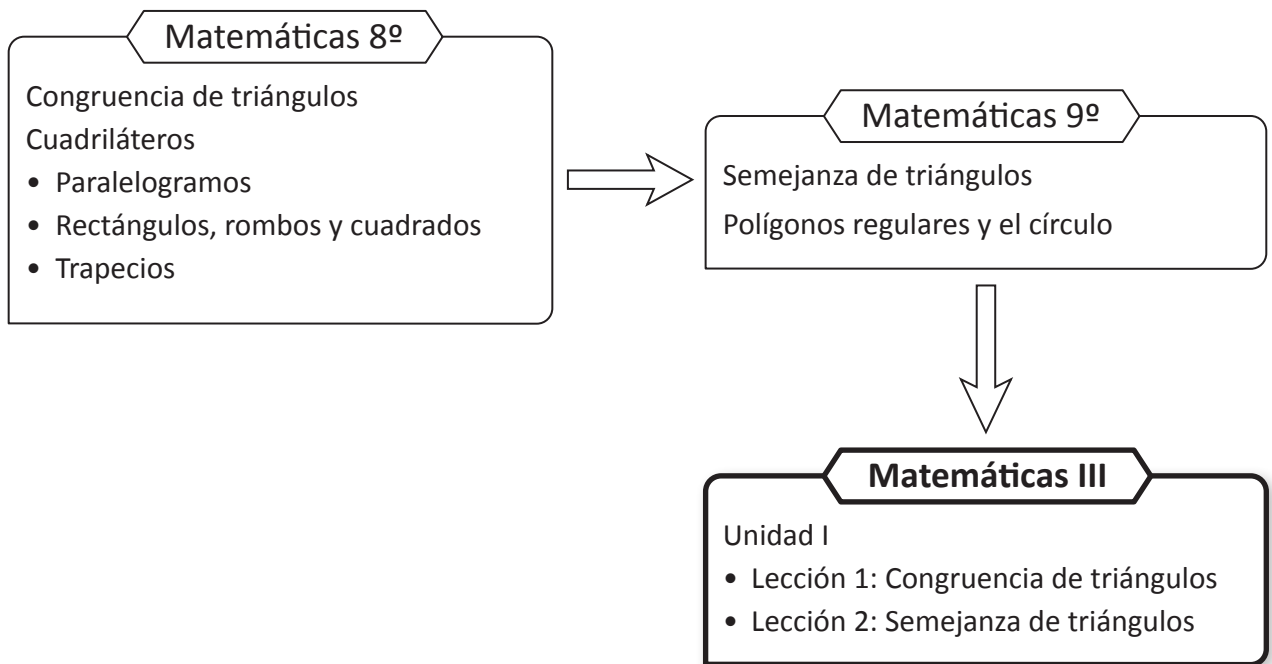 Matemáticas 8º
Congruencia de triángulos
Cuadriláteros
• Paralelogramos
• Rectángulos, rombos y cuadrados
• Trapecios
Matemáticas 9º
Semejanza de triángulos
Polígonos regulares y el círculo
Matemáticas III
Unidad I
• Lección 1: Congruencia de triángulos
• Lección 2: Semejanza de triángulos